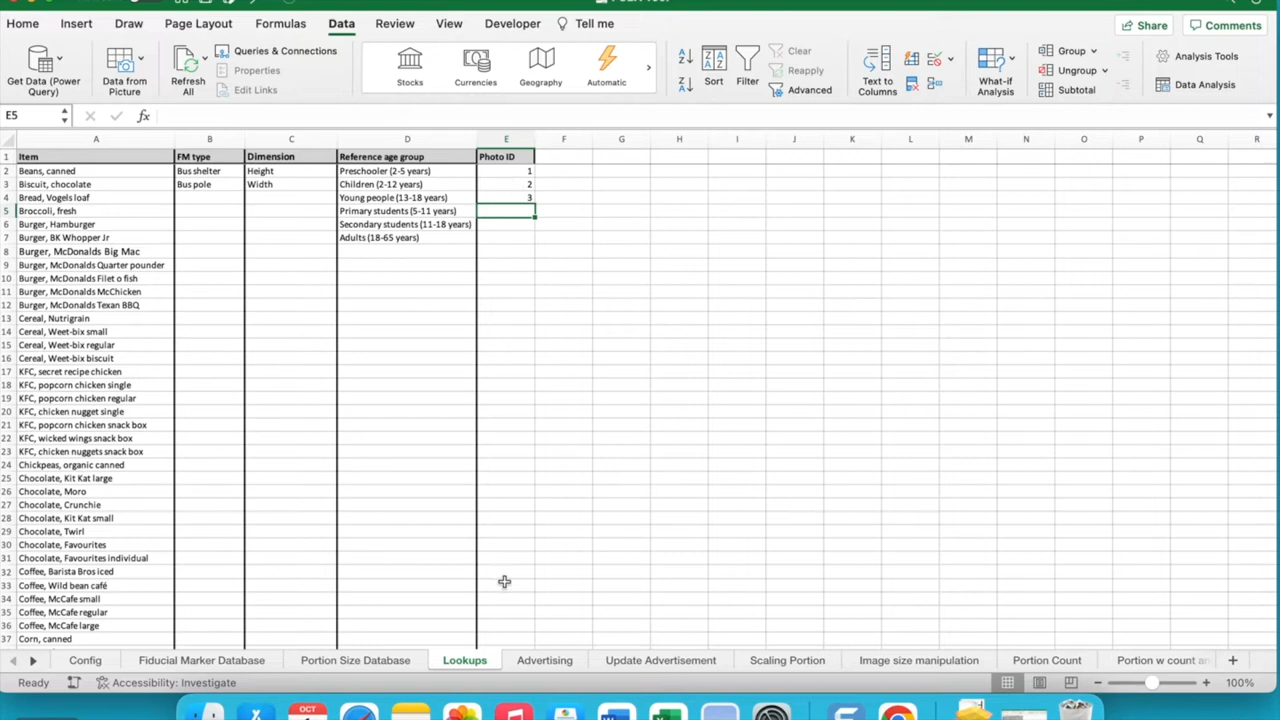 Home Insert Draw Page Layout Formulas Data Review View Developer Tell me Share Comments
Get Data (Power Query) Data from Picture Refresh All Queries & Connections Properties Edit Links Stocks Currencies Geography Automatic Sort Filter Clear Reapply Advanced Text to Columns What-if Analysis Group Ungroup Subtotal Analysis Tools Data Analysis
E5 fx
A B C D E F G H I J K L M N O P Q R
1 Item FM type Dimension Reference age group Photo ID
2 Beans, canned Bus shelter Height Preschooler (2-5 years) 1
3 Biscuit, chocolate Bus pole Width Children (2-12 years) 2
4 Bread, Vogels loaf Young people (13-18 years) 3
5 Broccoli, fresh Primary students (5-11 years)
6 Burger, Hamburger Secondary students (11-18 years)
7 Burger, BK Whopper Jr Adults (18-65 years)
8 Burger, McDonalds Big Mac
9 Burger, McDonalds Quarter pounder
10 Burger, McDonalds Filet o fish
11 Burger, McDonalds McChicken
12 Burger, McDonalds Texan BBQ
13 Cereal, Nutrigrain
14 Cereal, Weet-bix small
15 Cereal, Weet-bix regular
16 Cereal, Weet-bix biscuit
17 KFC, secret recipe chicken
18 KFC, popcorn chicken single
19 KFC, popcorn chicken regular
20 KFC, chicken nugget single
21 KFC, popcorn chicken snack box
22 KFC, wicked wings snack box
23 KFC, chicken nuggets snack box
24 Chickpeas, organic canned
25 Chocolate, Kit Kat large
26 Chocolate, Moro
27 Chocolate, Crunchie
28 Chocolate, Kit Kat small
29 Chocolate, Twirl
30 Chocolate, Favourites
31 Chocolate, Favourites individual
32 Coffee, Barista Bros iced
33 Coffee, Wild bean café
34 Coffee, McCafe small
35 Coffee, McCafe regular
36 Coffee, McCafe large
37 Corn, canned
Config Fiducial Marker Database Portion Size Database Lookups Advertising Update Advertisement Scaling Portion Image size manipulation Portion Count Portion w count an
Ready Accessibility: Investigate 100%
OCT